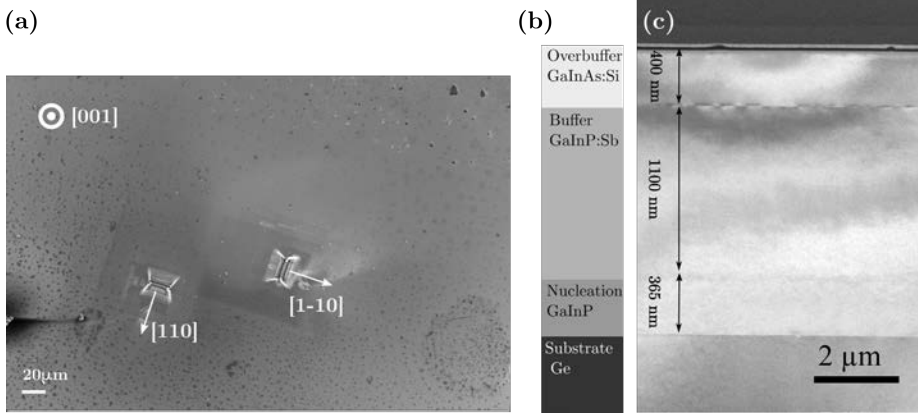 (a)
[001]
[1-10]
[110]
20µm
(b)
Overbuffer
GaInAs:Si
Buffer
GaInP:Sb
Nucleation
GaInP
Substrate
Ge
(c)
400 nm
1100 nm
365 nm
2 µm